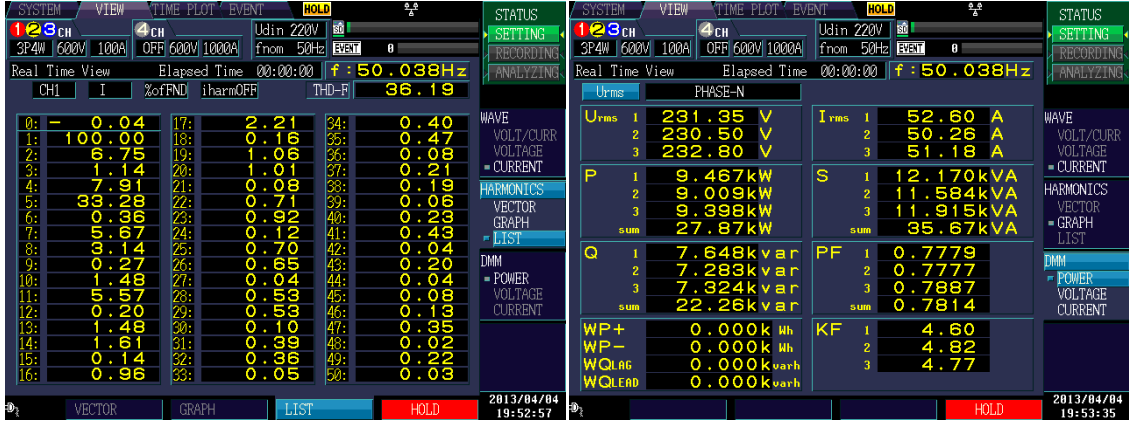 SYSTEM VIEW TIME PLOT EVENT HOLD
123CH 4CH Udin 220V SD
3P4W 600V 100A OFF 600V 1000A fnom 50Hz EVENT 0
Real Time View Elapsed Time 00:00:00 f:50.038Hz
CH1 I %ofFND iharmOFF THD-F 36.19
0: - 0.04 17: 2.21 34: 0.40
1: 100.00 18: 0.16 35: 0.47
2: 6.75 19: 1.06 36: 0.08
3: 1.14 20: 1.01 37: 0.21
4: 7.91 21: 0.08 38: 0.19
5: 33.28 22: 0.71 39: 0.06
6: 0.36 23: 0.92 40: 0.23
7: 5.67 24: 0.12 41: 0.43
8: 3.14 25: 0.70 42: 0.04
9: 0.27 26: 0.65 43: 0.20
10: 1.48 27: 0.04 44: 0.04
11: 5.57 28: 0.53 45: 0.08
12: 0.20 29: 0.53 46: 0.13
13: 1.48 30: 0.10 47: 0.35
14: 1.61 31: 0.39 48: 0.02
15: 0.14 32: 0.36 49: 0.22
16: 0.96 33: 0.05 50: 0.03
VECTOR GRAPH LIST HOLD
STATUS
SETTING
RECORDING
ANALYZING
WAVE
VOLT/CURR
VOLTAGE
CURRENT
HARMONICS
VECTOR
GRAPH
LIST
DMM
POWER
VOLTAGE
CURRENT
2013/04/04
19:52:57
SYSTEM VIEW TIME PLOT EVENT HOLD
123CH 4CH Udin 220V SD
3P4W 600V 100A OFF 600V 1000A fnom 50Hz EVENT 0
Real Time View Elapsed Time 00:00:00 f:50.038Hz
Urms PHASE-N
Urms 1 231.35 V Irms 1 52.60 A
2 230.50 V 2 50.26 A
3 232.80 V 3 51.18 A
P 1 9.467kW S 1 12.170kVA
2 9.009kW 2 11.584kVA
3 9.398kW 3 11.915kVA
sum 27.87kW sum 35.67kVA
Q 1 7.648kvar PF 1 0.7779
2 7.283kvar 2 0.7777
3 7.324kvar 3 0.7887
sum 22.26kvar sum 0.7814
WP+ 0.000k Wh KF 1 4.60
WP- 0.000k Wh 2 4.82
WQLAG 0.000kvarh 3 4.77
WQLEAD 0.000kvarh
HOLD
STATUS
SETTING
RECORDING
ANALYZING
WAVE
VOLT/CURR
VOLTAGE
CURRENT
HARMONICS
VECTOR
GRAPH
LIST
DMM
POWER
VOLTAGE
CURRENT
2013/04/04
19:53:35